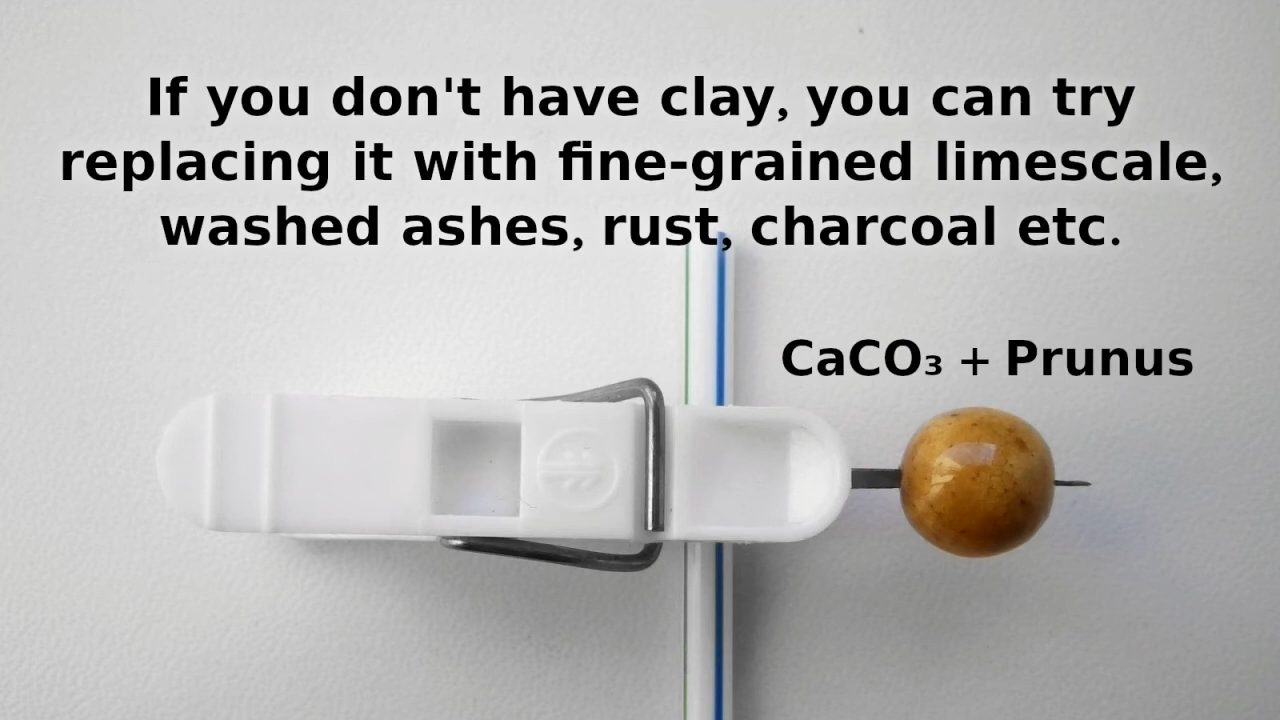 If you don't have clay, you can try
replacing it with fine-grained limescale,
washed ashes, rust, charcoal etc.
CaCO₃ + Prunus